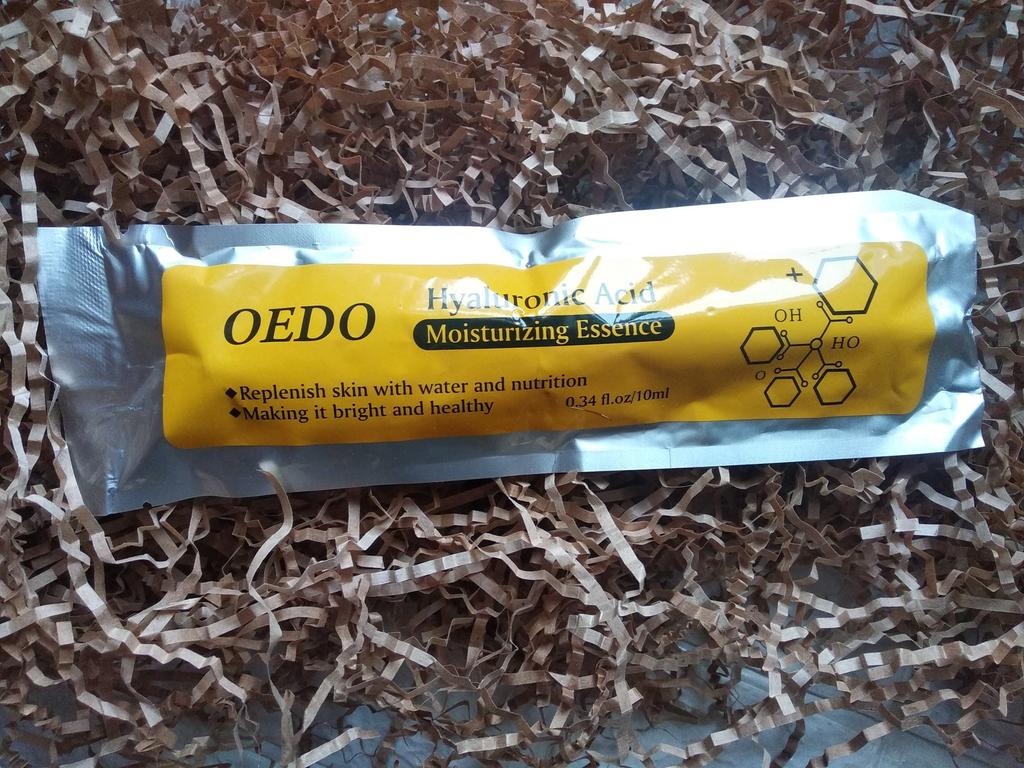 OEDO
Hyaluronic Acid
Moisturizing Essence
◆Replenish skin with water and nutrition
◆Making it bright and healthy
0.34 fl.oz/10ml
+
OH
HO
O